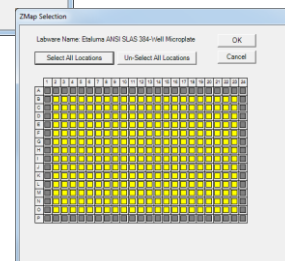 ZMap Selection
Labware Name: Etaluma ANSI SLAS 384-Well Microplate
OK
Select All Locations
Un-Select All Locations
Cancel
1 2 3 4 5 6 7 8 9 10 11 12 13 14 15 16 17 18 19 20 21 22 23 24
A
B
C
D
E
F
G
H
I
J
K
L
M
N
O
P